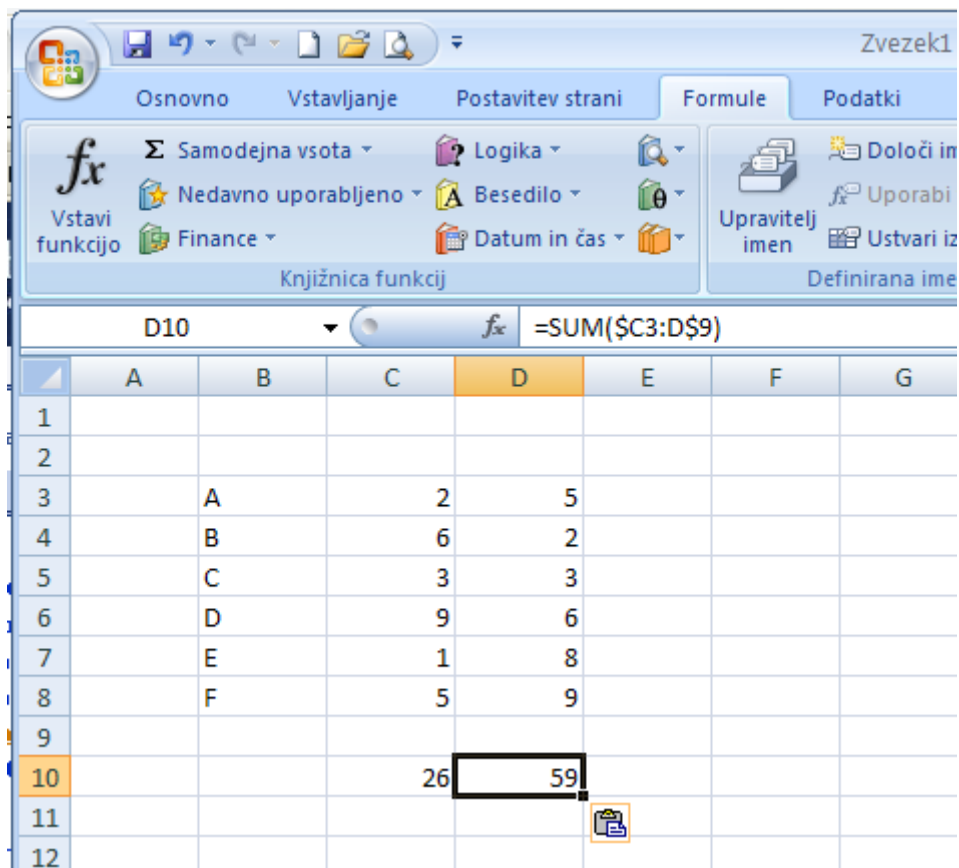 Zvezek1
Osnovno Vstavljanje Postavitev strani Formule Podatki
fx Vstavi funkcijo
Σ Samodejna vsota
Nedavno uporabljeno
Finance
Logika
A Besedilo
Datum in čas
θ
Upravitelj imen
Določi im
fx Uporabi
Ustvari iz
Knjižnica funkcij
Definirana ime
D10 fx =SUM($C3:D$9)
A B C D E F G
1
2
3 A 2 5
4 B 6 2
5 C 3 3
6 D 9 6
7 E 1 8
8 F 5 9
9
10 26 59
11
12